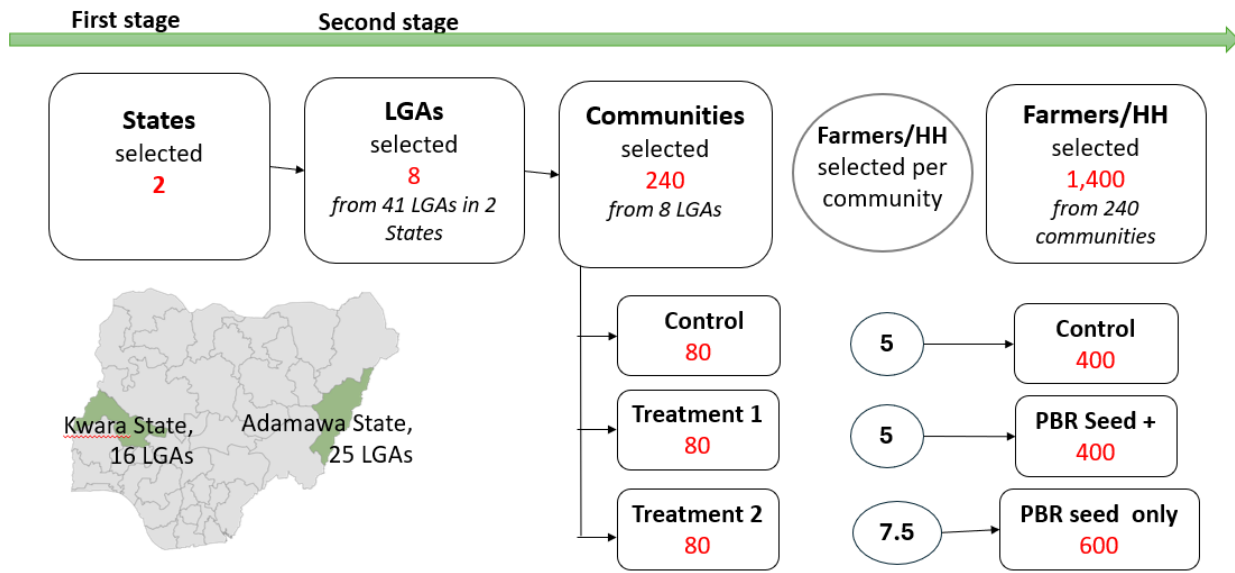 First stage
Second stage
States
selected
2
LGAs
selected
8
from 41 LGAs in 2
States
Communities
selected
240
from 8 LGAs
Farmers/HH
selected per
community
Farmers/HH
selected
1,400
from 240
communities
Kwara State,
16 LGAs
Adamawa State,
25 LGAs
Control
80
5
Control
400
Treatment 1
80
5
PBR Seed +
400
Treatment 2
80
7.5
PBR seed only
600